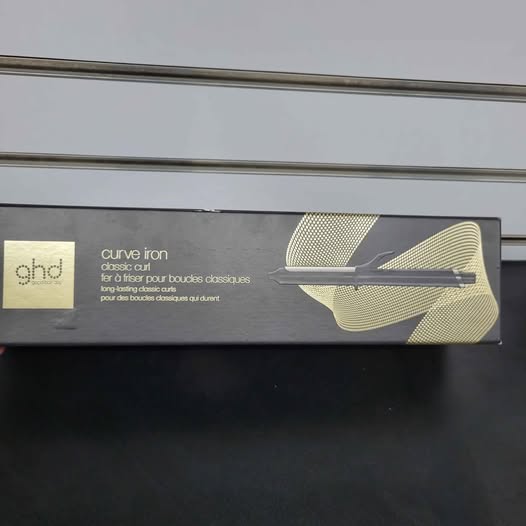 ghd
curve iron
classic curl
fer à friser pour boucles classiques
long-lasting classic curls
pour des boucles classiques qui durent